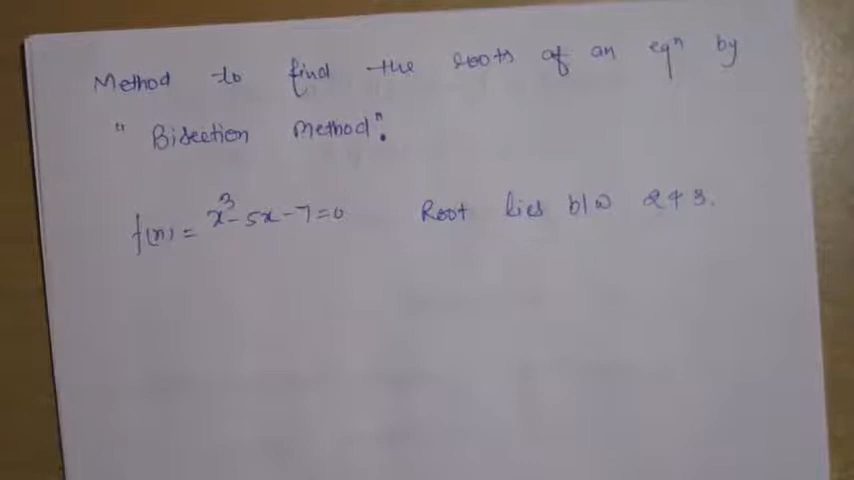 Method to find the roots of an eqⁿ by
" Bisection Method".
f(x) = x³-5x-7=0 Root lies b/w 2 & 3.